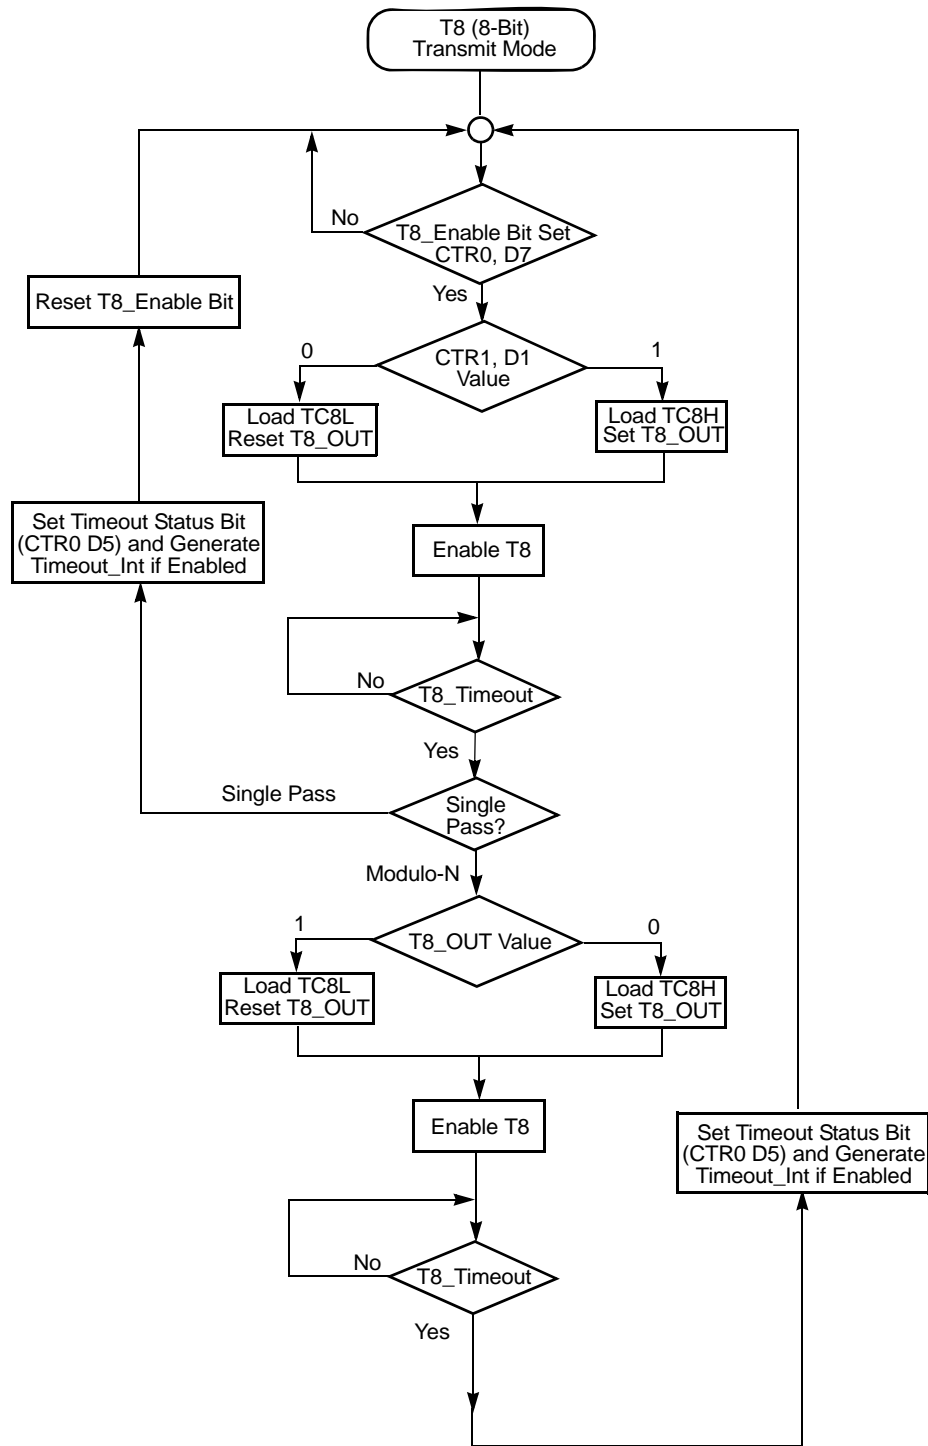 T8 (8-Bit)
Transmit Mode
No
T8_Enable Bit Set
CTR0, D7
Yes
Reset T8_Enable Bit
0
CTR1, D1
Value
1
Load TC8L
Reset T8_OUT
Load TC8H
Set T8_OUT
Set Timeout Status Bit
(CTR0 D5) and Generate
Timeout_Int if Enabled
Enable T8
No
T8_Timeout
Yes
Single Pass
Single
Pass?
Modulo-N
1
T8_OUT Value
0
Load TC8L
Reset T8_OUT
Load TC8H
Set T8_OUT
Enable T8
Set Timeout Status Bit
(CTR0 D5) and Generate
Timeout_Int if Enabled
No
T8_Timeout
Yes